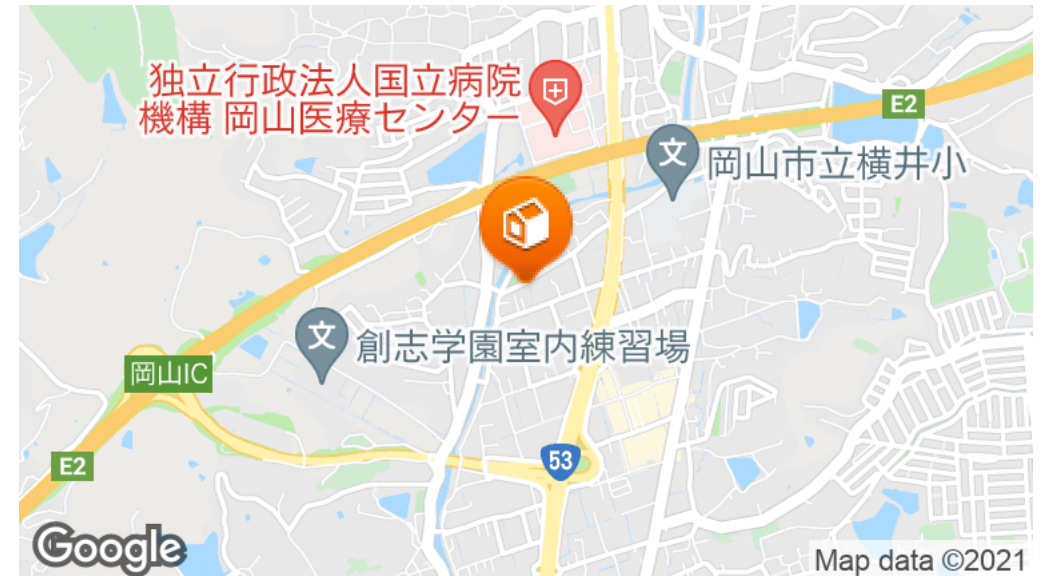 独立行政法人国立病院
機構 岡山医療センター
E2
文
岡山市立横井小
文
創志学園室内練習場
岡山IC
E2
53
Google
Map data ©2021